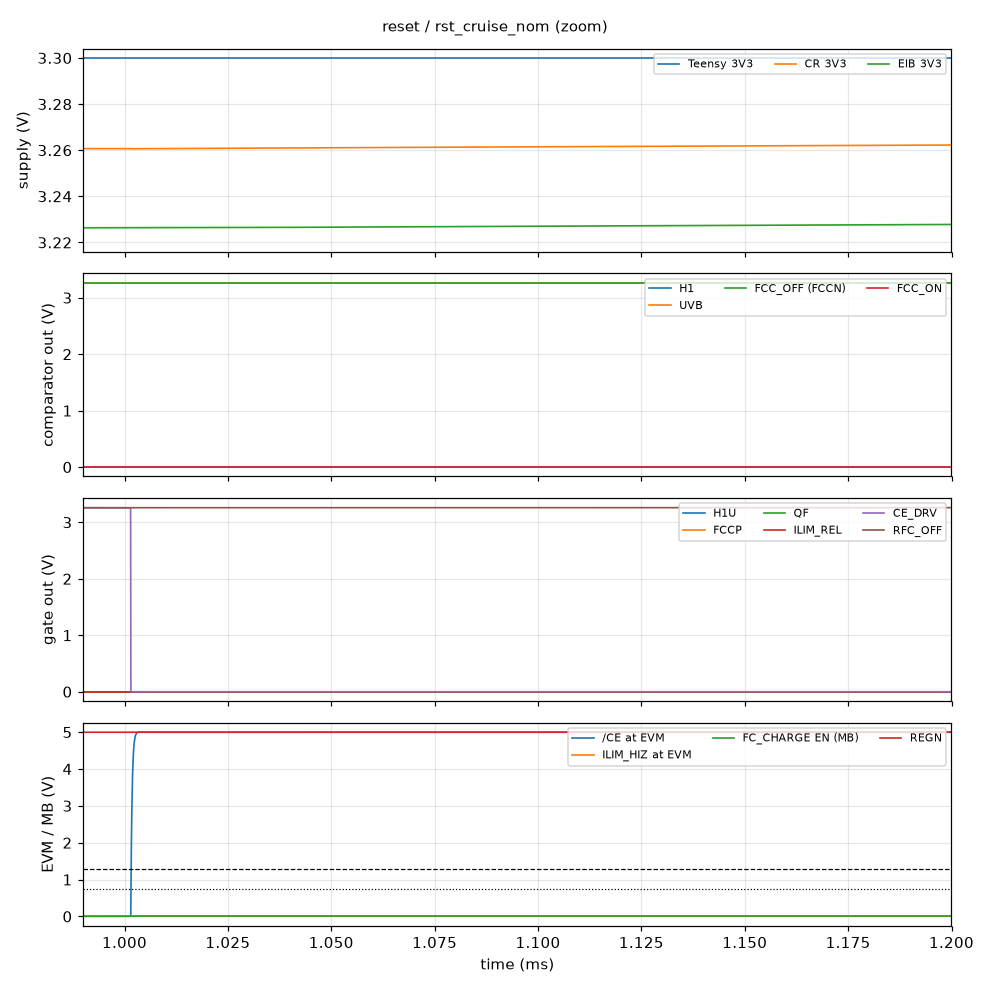 reset / rst_cruise_nom (zoom)
3.30
3.28
3.26
3.24
3.22
supply (V)
Teensy 3V3 CR 3V3 EIB 3V3
3
2
1
0
comparator out (V)
H1 FCC_OFF (FCCN) FCC_ON
UVB
3
2
1
0
gate out (V)
H1U QF CE_DRV
FCCP ILIM_REL RFC_OFF
5
4
3
2
1
0
EVM / MB (V)
/CE at EVM FC_CHARGE EN (MB) REGN
ILIM_HIZ at EVM
1.000 1.025 1.050 1.075 1.100 1.125 1.150 1.175 1.200
time (ms)